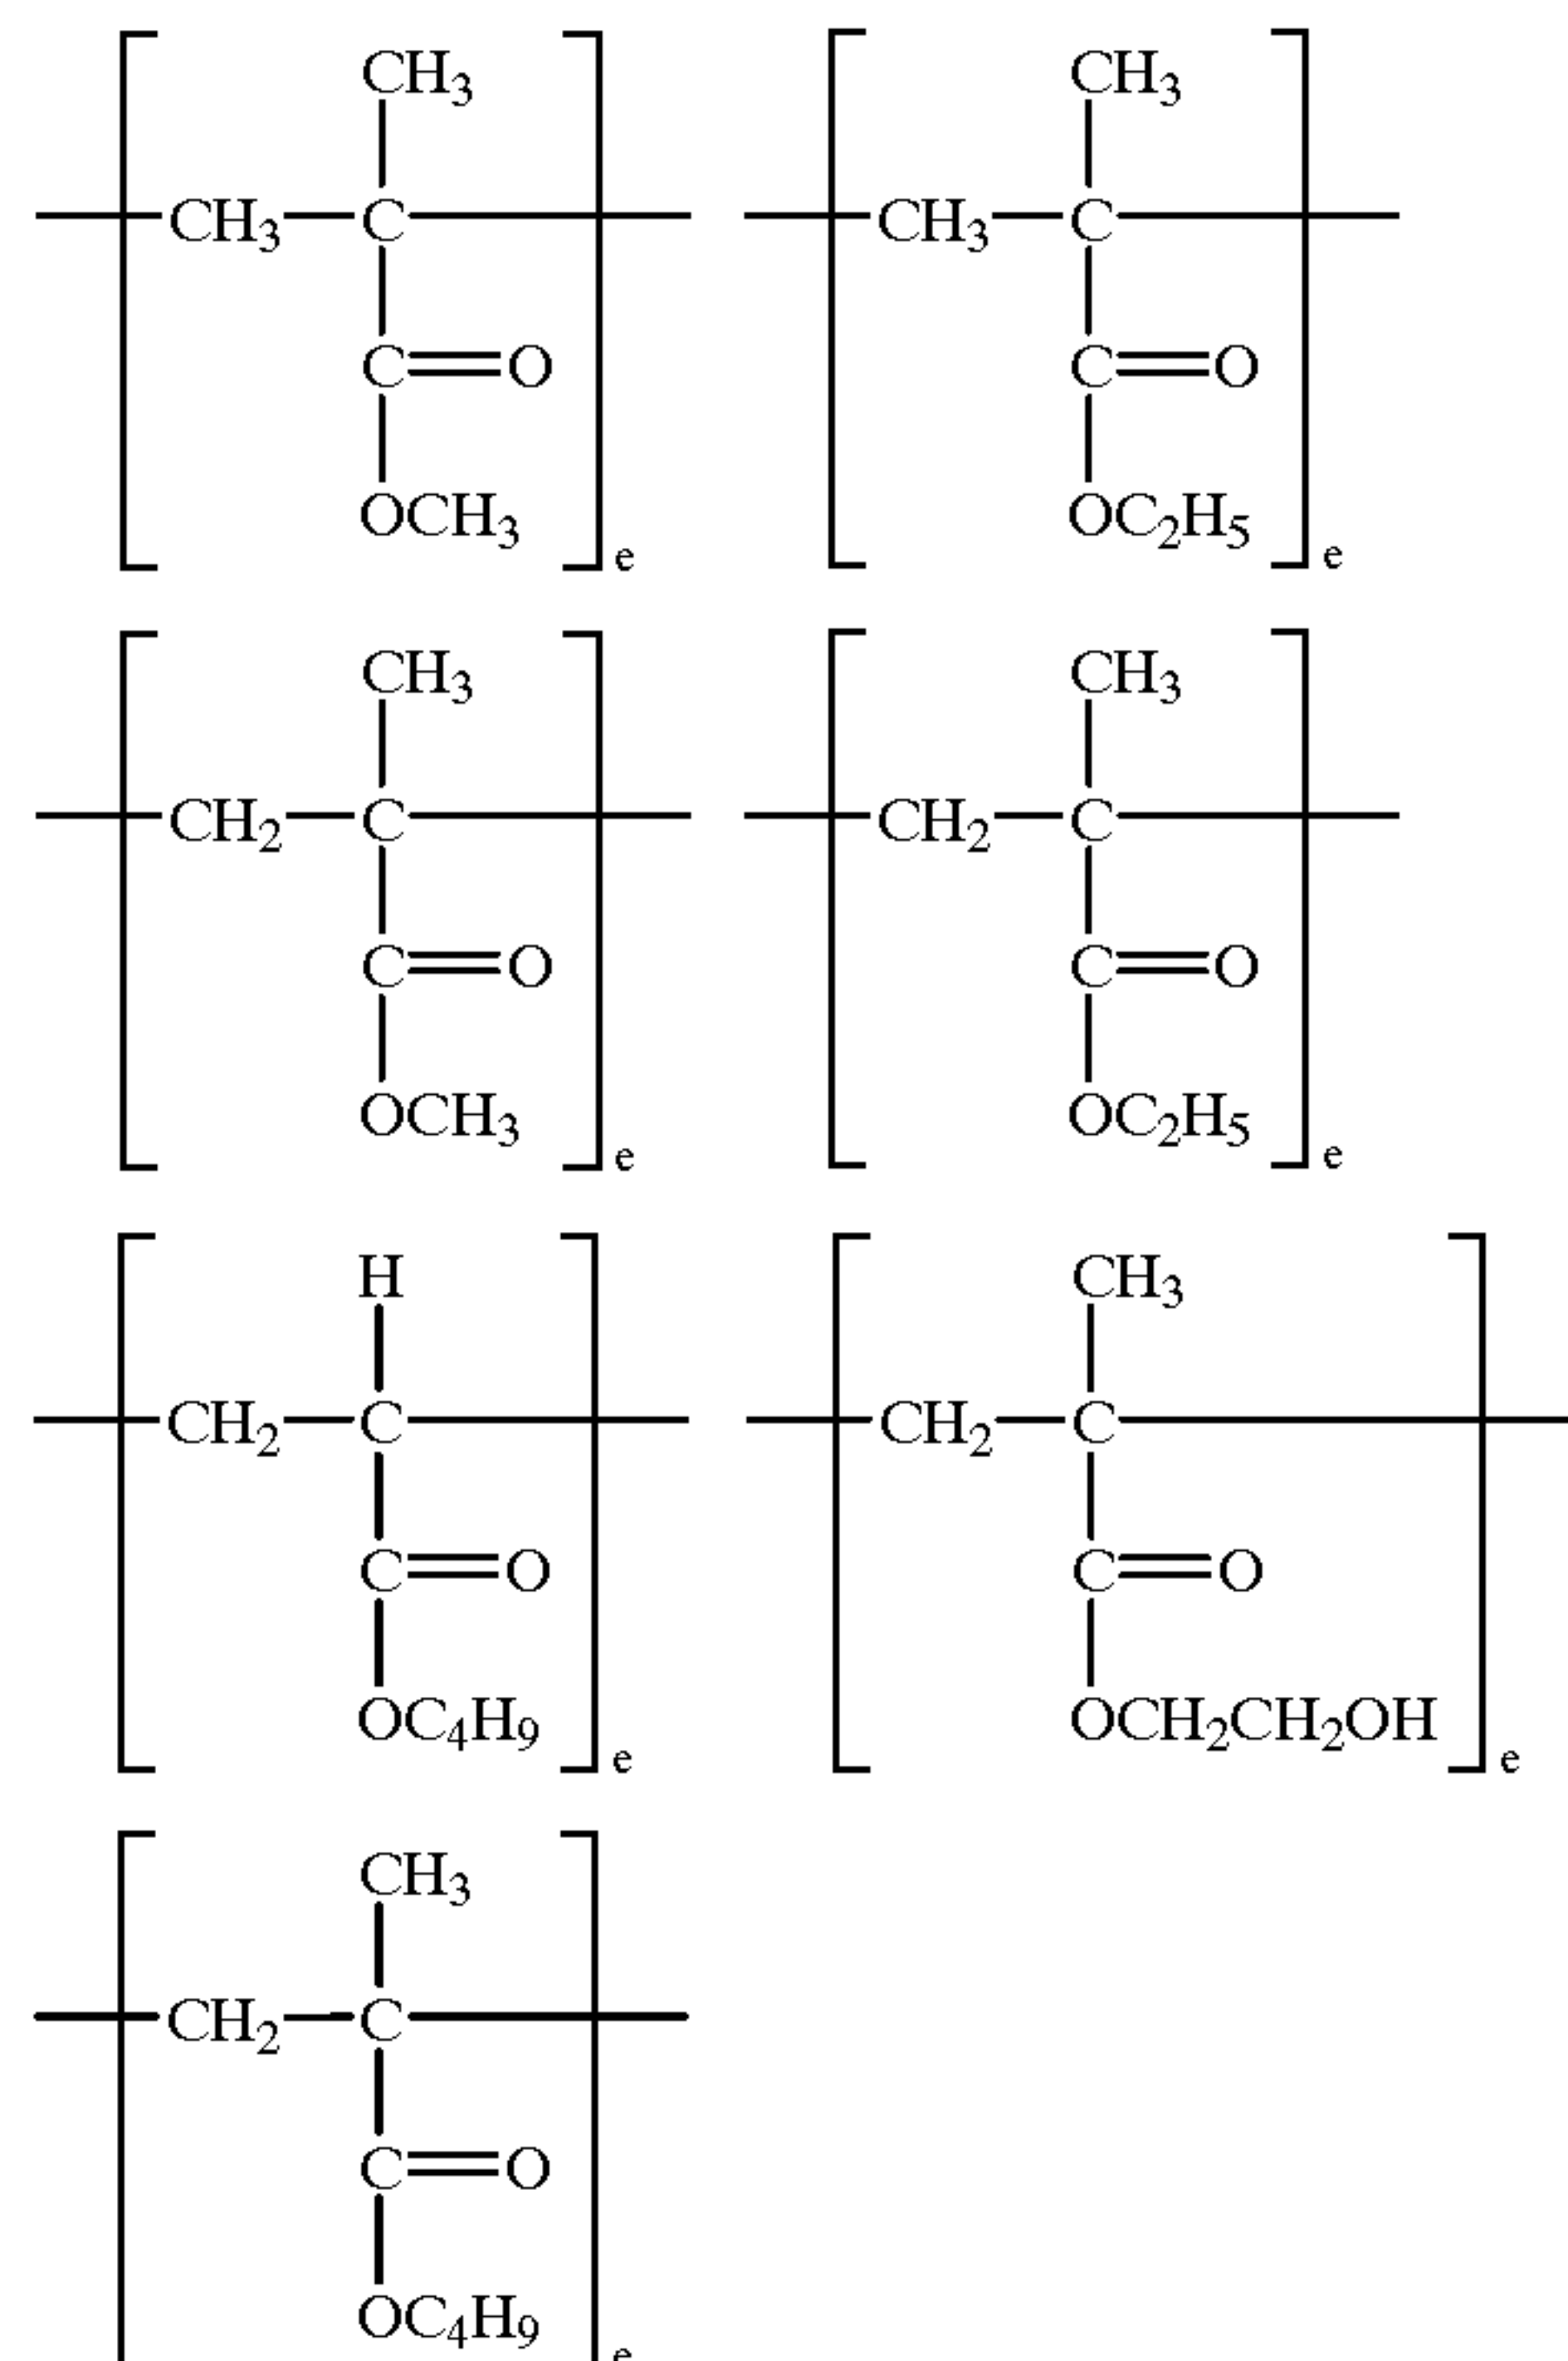 CH3 CH3
CH3 C CH3 C
C O C O
OCH3 e OC2H5 e
CH3 CH3
CH2 C CH2 C
C O C O
OCH3 e OC2H5 e
H CH3
CH2 C CH2 C
C O C O
OC4H9 e OCH2CH2OH e
CH3
CH2 C
C O
OC4H9 e